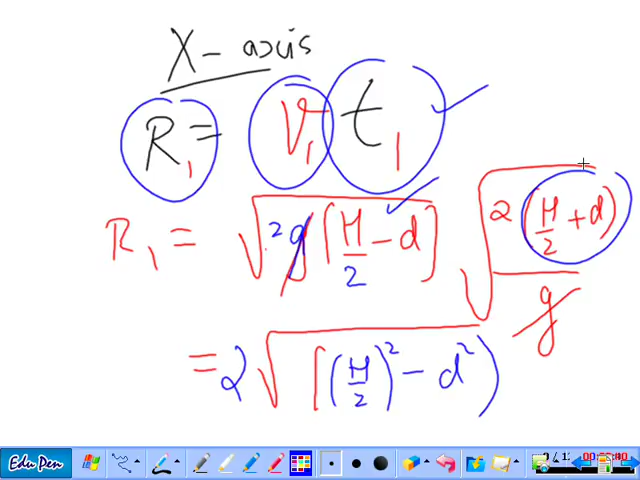 X-axis
R₁ = V₁ t₁
R₁ = √(2g[H/2 - d]) √(2(H/2 + d)/g)
= 2√[(H/2)² - d²)
Edu Pen